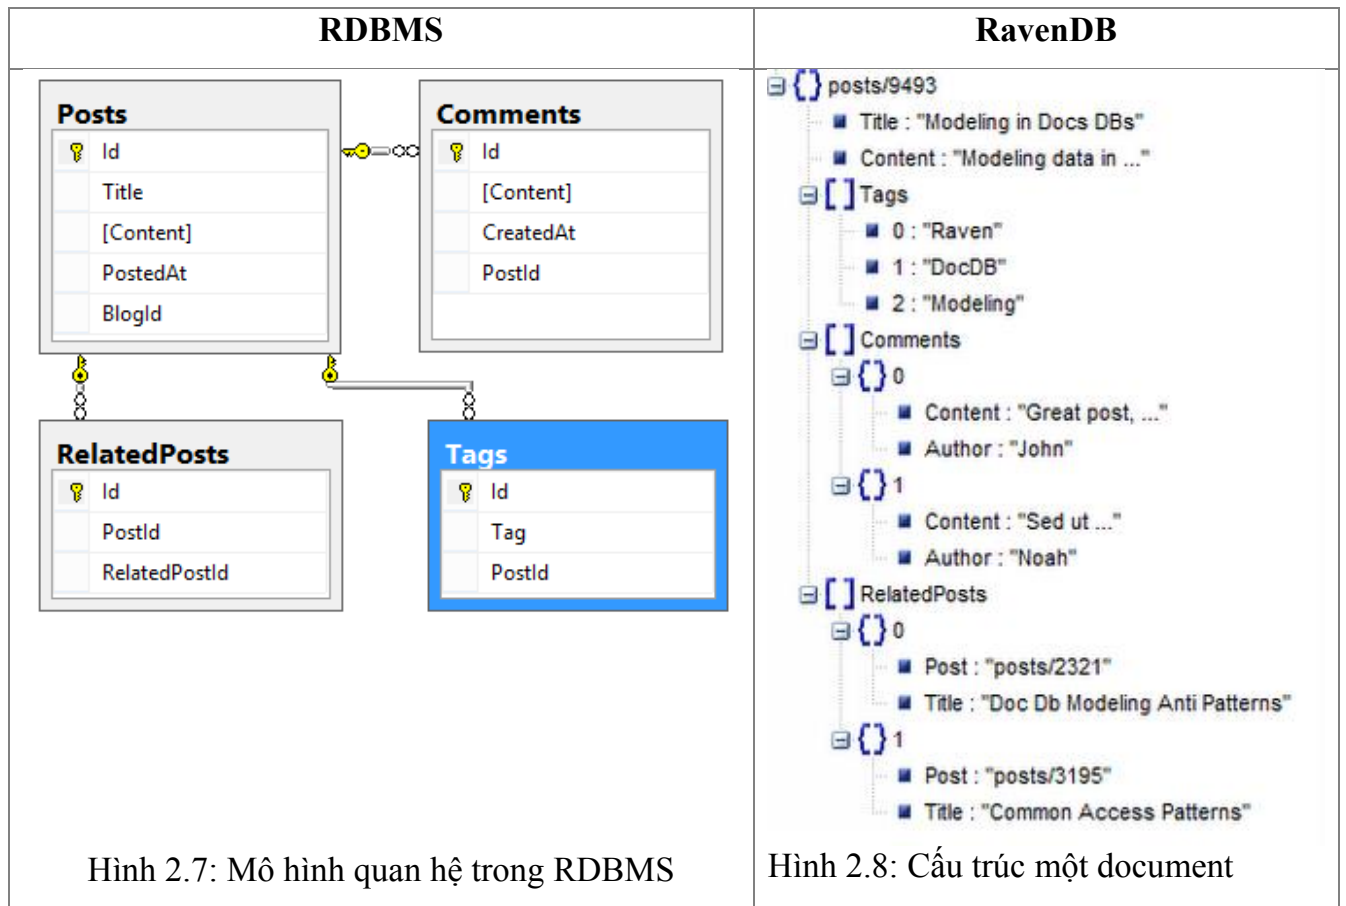 RDBMS
Posts
Id
Title
[Content]
PostedAt
BlogId
Comments
Id
[Content]
CreatedAt
PostId
RelatedPosts
Id
PostId
RelatedPostId
Tags
Id
Tag
PostId
Hình 2.7: Mô hình quan hệ trong RDBMS
RavenDB
{} posts/9493
Title : "Modeling in Docs DBs"
Content : "Modeling data in ..."
[ ] Tags
0 : "Raven"
1 : "DocDB"
2 : "Modeling"
[ ] Comments
{} 0
Content : "Great post, ..."
Author : "John"
{} 1
Content : "Sed ut ..."
Author : "Noah"
[ ] RelatedPosts
{} 0
Post : "posts/2321"
Title : "Doc Db Modeling Anti Patterns"
{} 1
Post : "posts/3195"
Title : "Common Access Patterns"
Hình 2.8: Cấu trúc một document